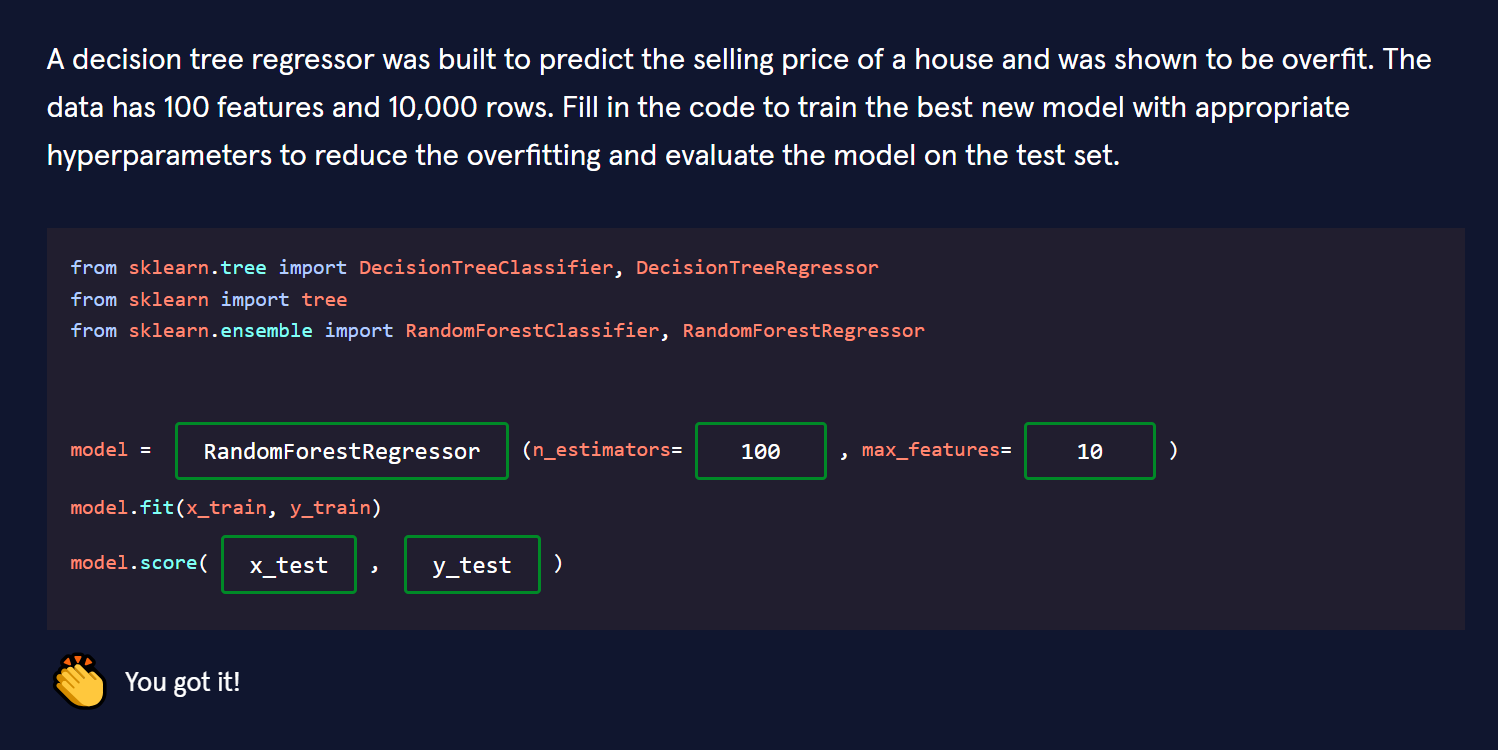 A decision tree regressor was built to predict the selling price of a house and was shown to be overfit. The
data has 100 features and 10,000 rows. Fill in the code to train the best new model with appropriate
hyperparameters to reduce the overfitting and evaluate the model on the test set.
from sklearn.tree import DecisionTreeClassifier, DecisionTreeRegressor
from sklearn import tree
from sklearn.ensemble import RandomForestClassifier, RandomForestRegressor
model = RandomForestRegressor (n_estimators= 100 , max_features= 10 )
model.fit(x_train, y_train)
model.score( x_test , y_test )
You got it!